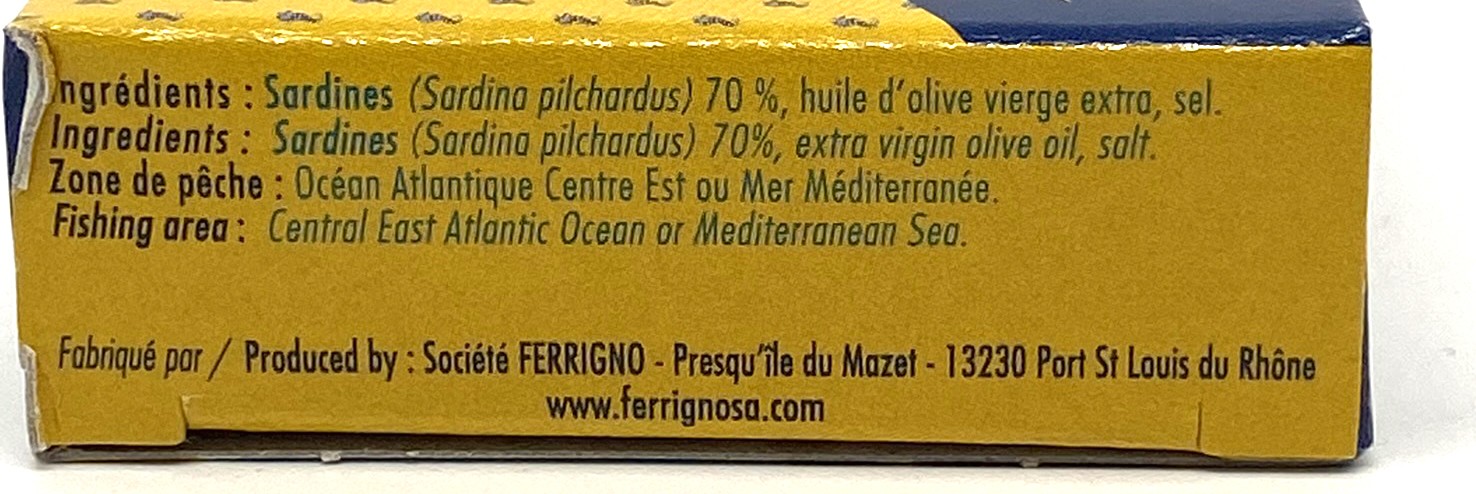 ngrédients : Sardines (Sardina pilchardus) 70 %, huile d'olive vierge extra, sel.
Ingredients : Sardines (Sardina pilchardus) 70%, extra virgin olive oil, salt.
Zone de pêche : Océan Atlantique Centre Est ou Mer Méditerranée.
Fishing area : Central East Atlantic Ocean or Mediterranean Sea.
Fabriqué par / Produced by : Société FERRIGNO - Presqu'île du Mazet - 13230 Port St Louis du Rhône
www.ferrignosa.com